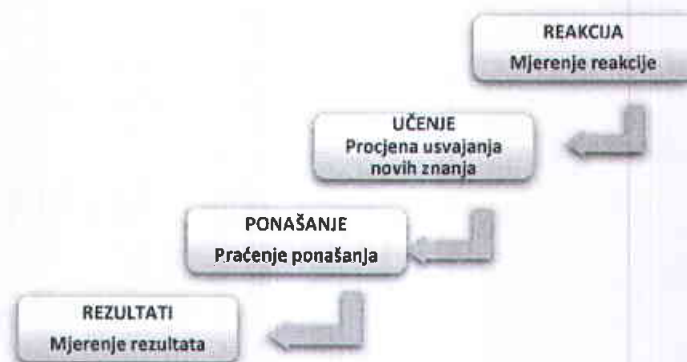 REAKCIJA
Mjerenje reakcije
UČENJE
Procjena usvajanja
novih znanja
PONAŠANJE
Praćenje ponašanja
REZULTATI
Mjerenje rezultata